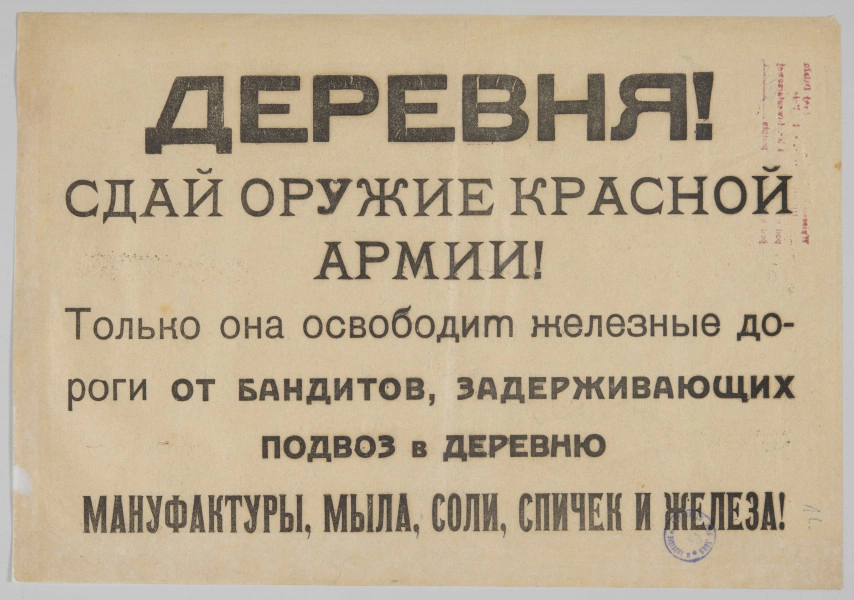 ДЕРЕВНЯ!
СДАЙ ОРУЖИЕ КРАСНОЙ
АРМИИ!
Только она освободит железные до-
роги от БАНДИТОВ, ЗАДЕРЖИВАЮЩИХ
ПОДВОЗ в ДЕРЕВНЮ
МАНУФАКТУРЫ, МЫЛА, СОЛИ, СПИЧЕК И ЖЕЛЕЗА!